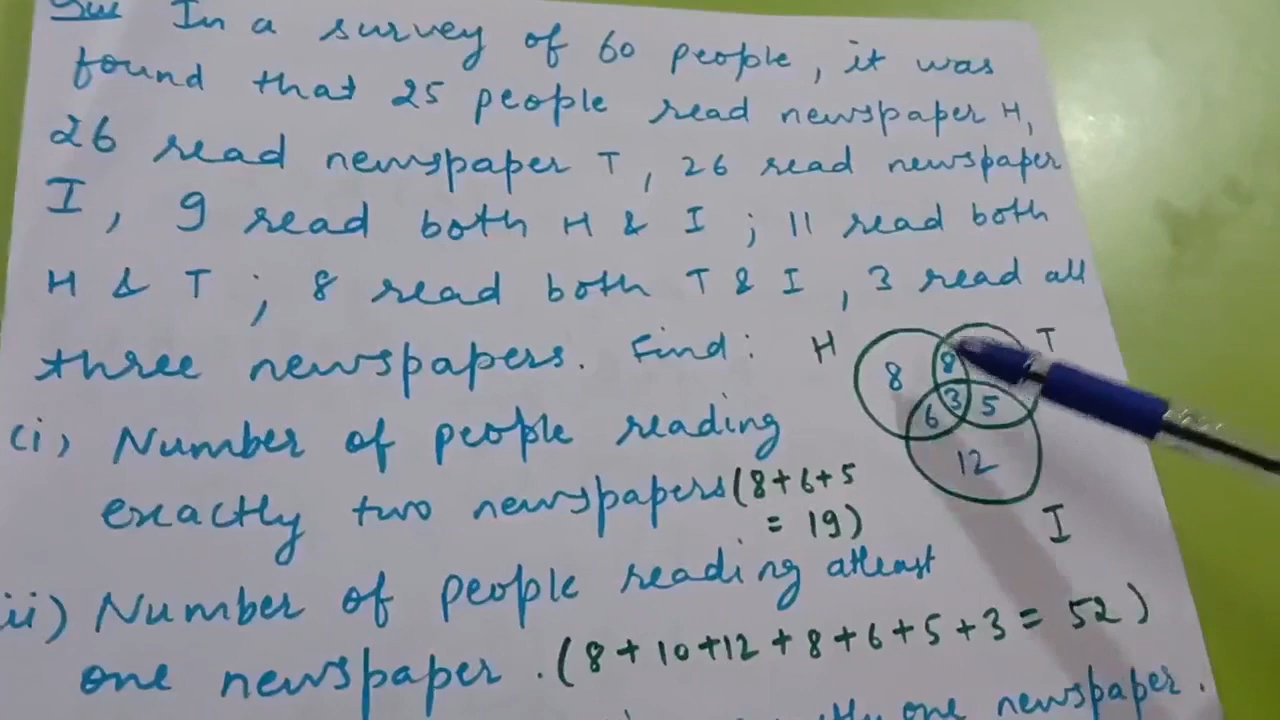 In a survey of 60 people, it was
found that 25 people read newspaper H,
26 read newspaper T, 26 read newspaper
I, 9 read both H & I ; 11 read both
H & T ; 8 read both T & I , 3 read all
three newspapers. Find :
H
T
8
8
3
6
5
12
I
(i) Number of people reading
exactly two newspapers (8+6+5
= 19)
ii) Number of people reading atleast
one newspaper . (8 + 10 + 12 + 8 + 6 + 5 + 3 = 52)
one newspaper .